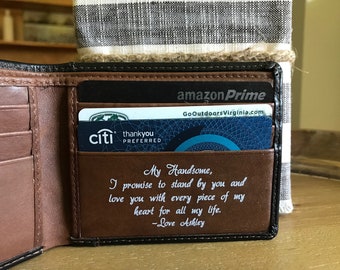 amazonPrime
GoOutdoorsVirginia.com
citi
thankyou
PREFERRED
My Handsome,
I promise to stand by you and
love you with every piece of my
heart for all my life.
~Love Ashley